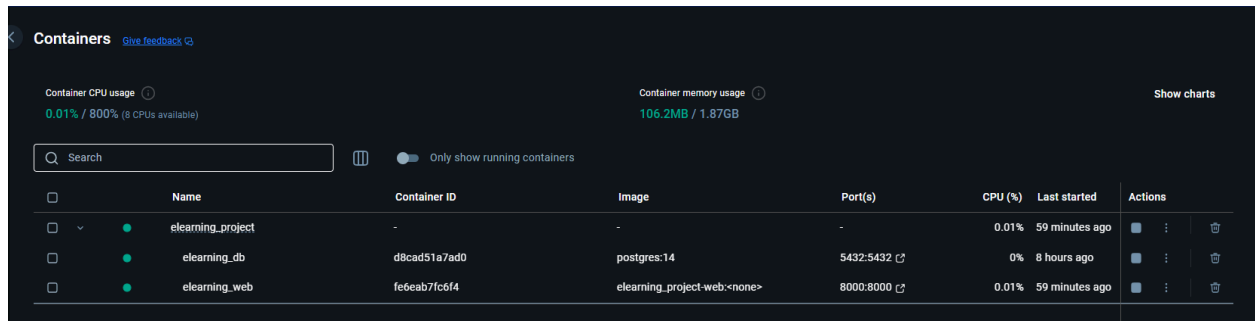 Containers Give feedback
Container CPU usage Container memory usage Show charts
0.01% / 800% (8 CPUs available) 106.2MB / 1.87GB
Search Only show running containers
Name Container ID Image Port(s) CPU (%) Last started Actions
elearning_project - - - 0.01% 59 minutes ago
elearning_db d8cad51a7ad0 postgres:14 5432:5432 0% 8 hours ago
elearning_web fe6eab7fc6f4 elearning_project-web:<none> 8000:8000 0.01% 59 minutes ago